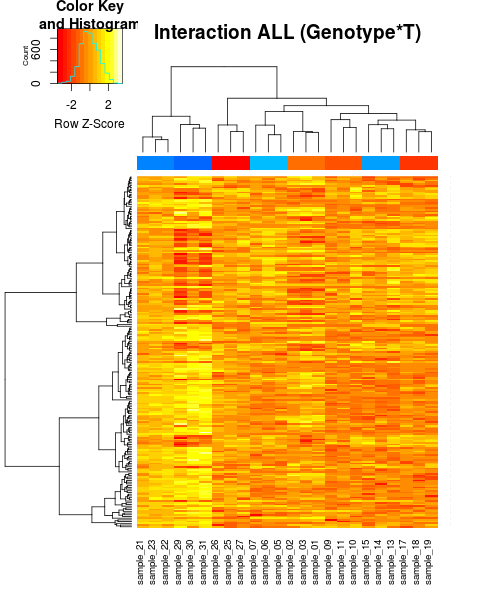 Color Key
and Histogram
Interaction ALL (Genotype*T)
Count
0
600
-2
0
2
Row Z-Score
sample_21
sample_23
sample_22
sample_29
sample_30
sample_31
sample_26
sample_25
sample_27
sample_07
sample_06
sample_05
sample_02
sample_03
sample_01
sample_09
sample_11
sample_10
sample_15
sample_14
sample_13
sample_17
sample_18
sample_19